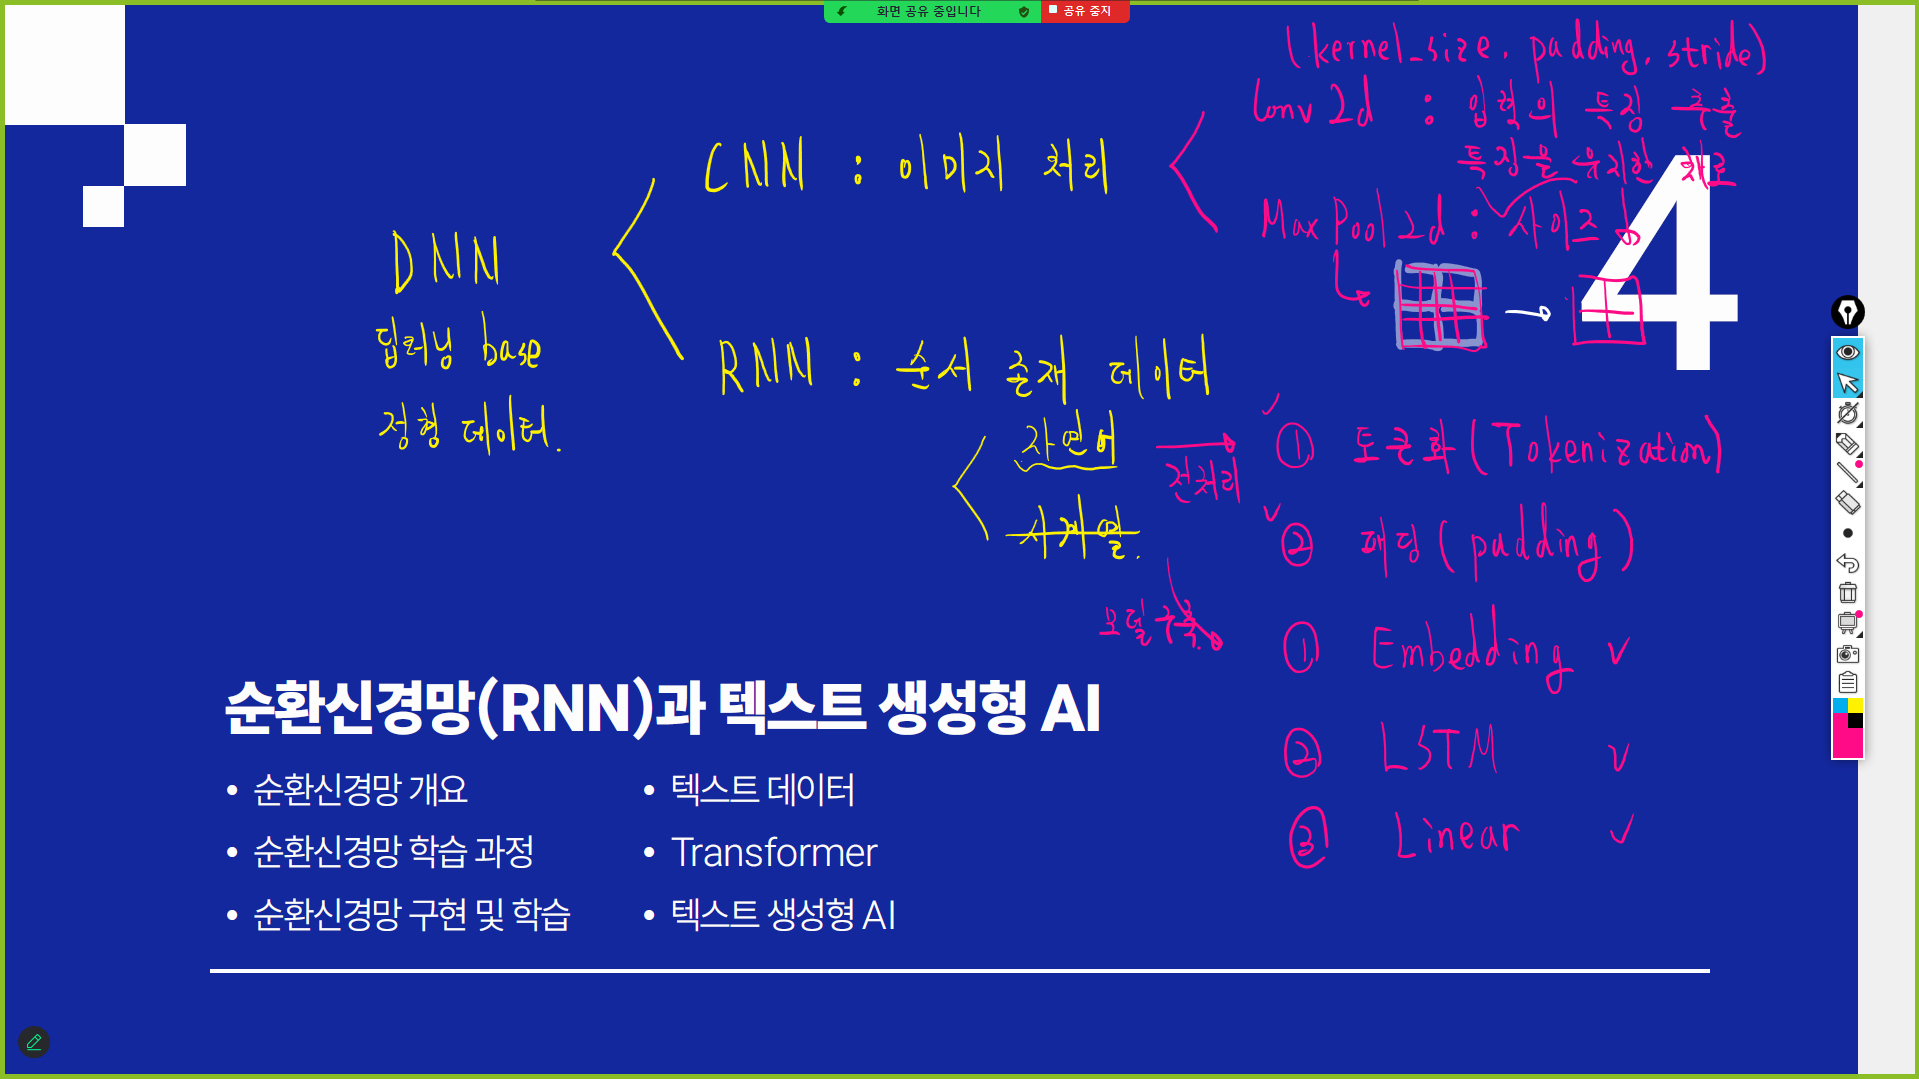 화면 공유 중입니다 공유 중지
(kernel_size. padding. stride)
Conv 2d : 입력의 특징 추출
특징을 유지한 채로
MaxPool2d : 사이즈 ↓
CNN : 이미지 처리
DNN
딥러닝 base
정형 데이터.
RNN : 순서 존재 데이터
자연어
시계열.
전처리
① 토큰화(Tokenization)
② 패딩(padding)
모델 구축.
① Embedding ✓
② LSTM ✓
③ Linear ✓
4
순환신경망(RNN)과 텍스트 생성형 AI
• 순환신경망 개요
• 순환신경망 학습 과정
• 순환신경망 구현 및 학습
• 텍스트 데이터
• Transformer
• 텍스트 생성형 AI